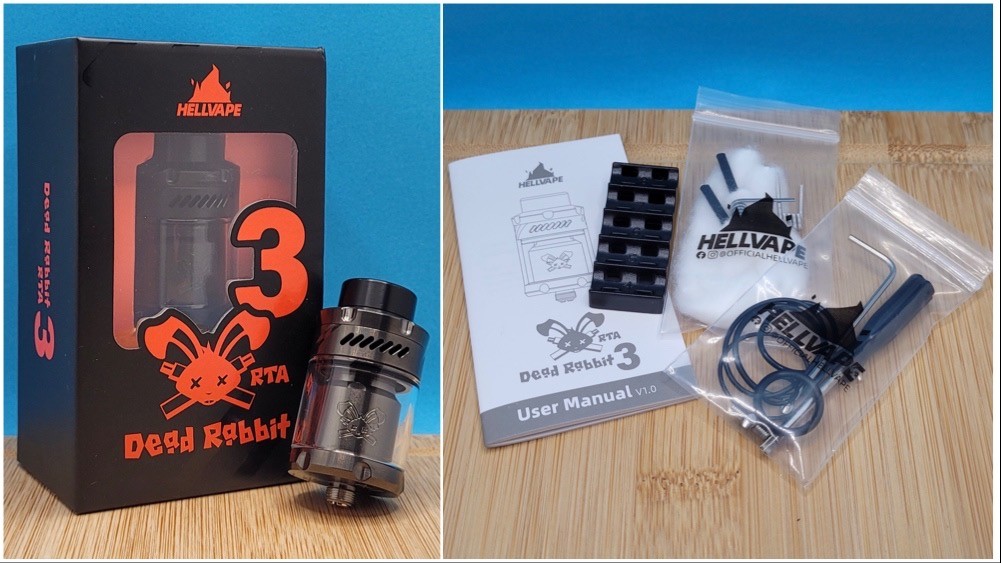 HELLVAPE
3
RTA
Dead Rabbit
Dead Rabbit 3
RTA
HELLVAPE
RTA
Dead Rabbit 3
User Manual V1.0
HELLVAPE
@OFFICIALHELLVAPE
HELLVAPE